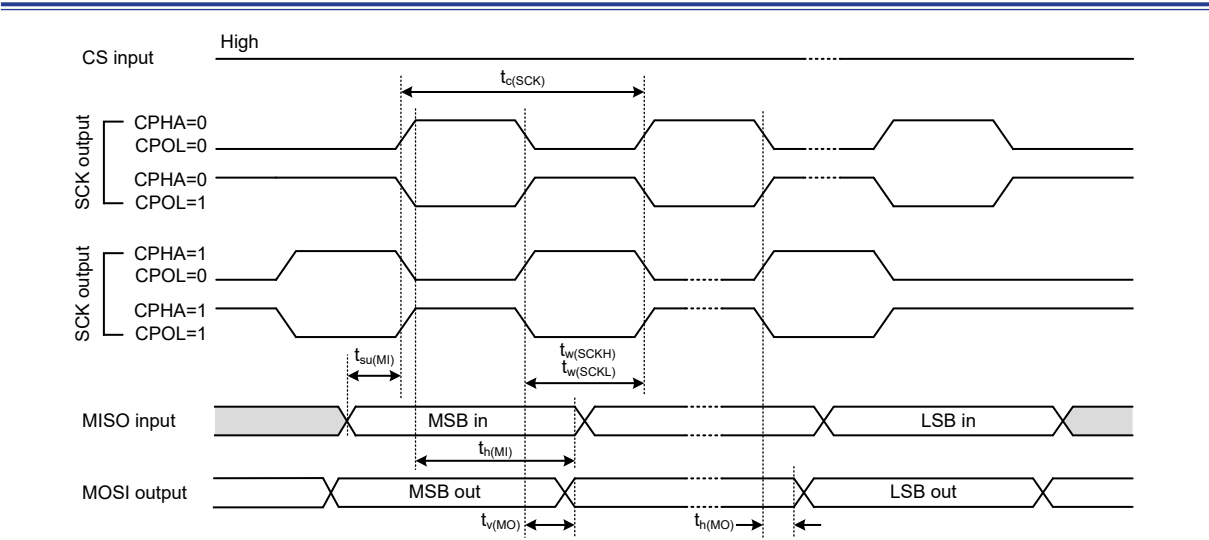 High
CS input
tc(SCK)
SCK output
CPHA=0
CPOL=0
CPHA=0
CPOL=1
SCK output
CPHA=1
CPOL=0
CPHA=1
CPOL=1
tsu(MI)
tw(SCKH)
tw(SCKL)
MISO input
MSB in
LSB in
th(MI)
MOSI output
MSB out
LSB out
tv(MO)
th(MO)